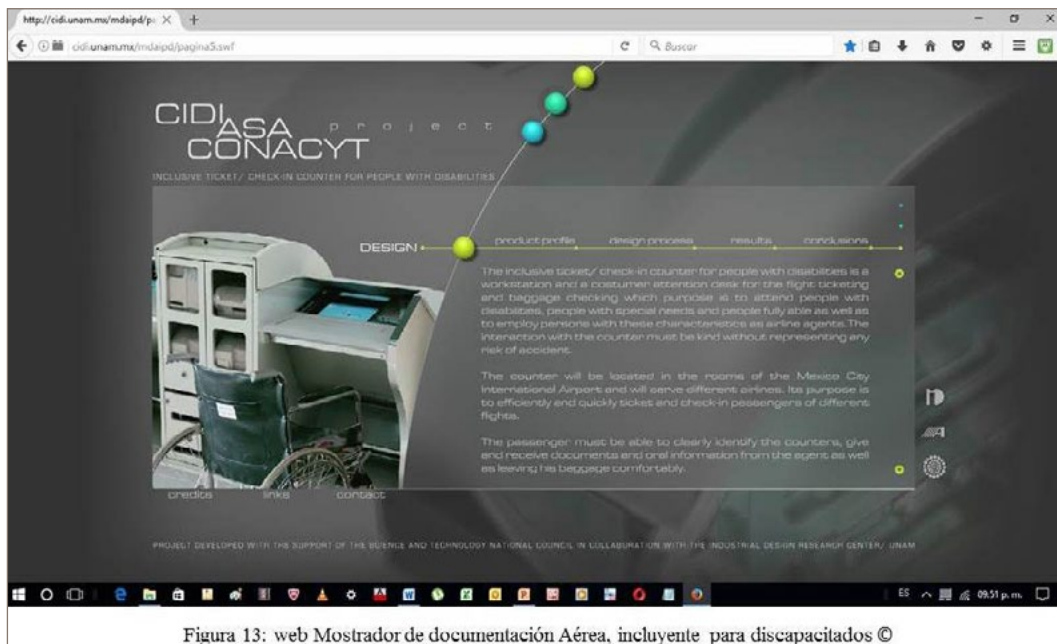 http://cidi.unam.mx/mdaipd/pa
cidi.unam.mx/mdaipd/pagina5.swf
Buscar
CIDI
ASA
CONACYT
project
INCLUSIVE TICKET/ CHECK-IN COUNTER FOR PEOPLE WITH DISABILITIES
DESIGN
product profile
design process
results
conclusions
The inclusive ticket/ check-in counter for people with disabilities is a
workstation and a costumer attention desk for the flight ticketing
and baggage checking which purpose is to attend people with
disabilities, people with special needs and people fully able as well as
to employ persons with these characteristics as airline agents. The
interaction with the counter must be kind without representing any
risk of accident.
The counter will be located in the rooms of the Mexico City
International Airport and will serve different airlines. Its purpose is
to efficiently and quickly ticket and check-in passengers of different
flights.
The passenger must be able to clearly identify the counters, give
and receive documents and oral information from the agent as well
as leaving his baggage comfortably.
credits
links
contact
PROJECT DEVELOPED WITH THE SUPPORT OF THE SCIENCE AND TECHNOLOGY NATIONAL COUNCIL IN COLLABORATION WITH THE INDUSTRIAL DESIGN RESEARCH CENTER/ UNAM
ES
09:51 p. m.
Figura 13: web Mostrador de documentación Aérea, incluyente para discapacitados ©